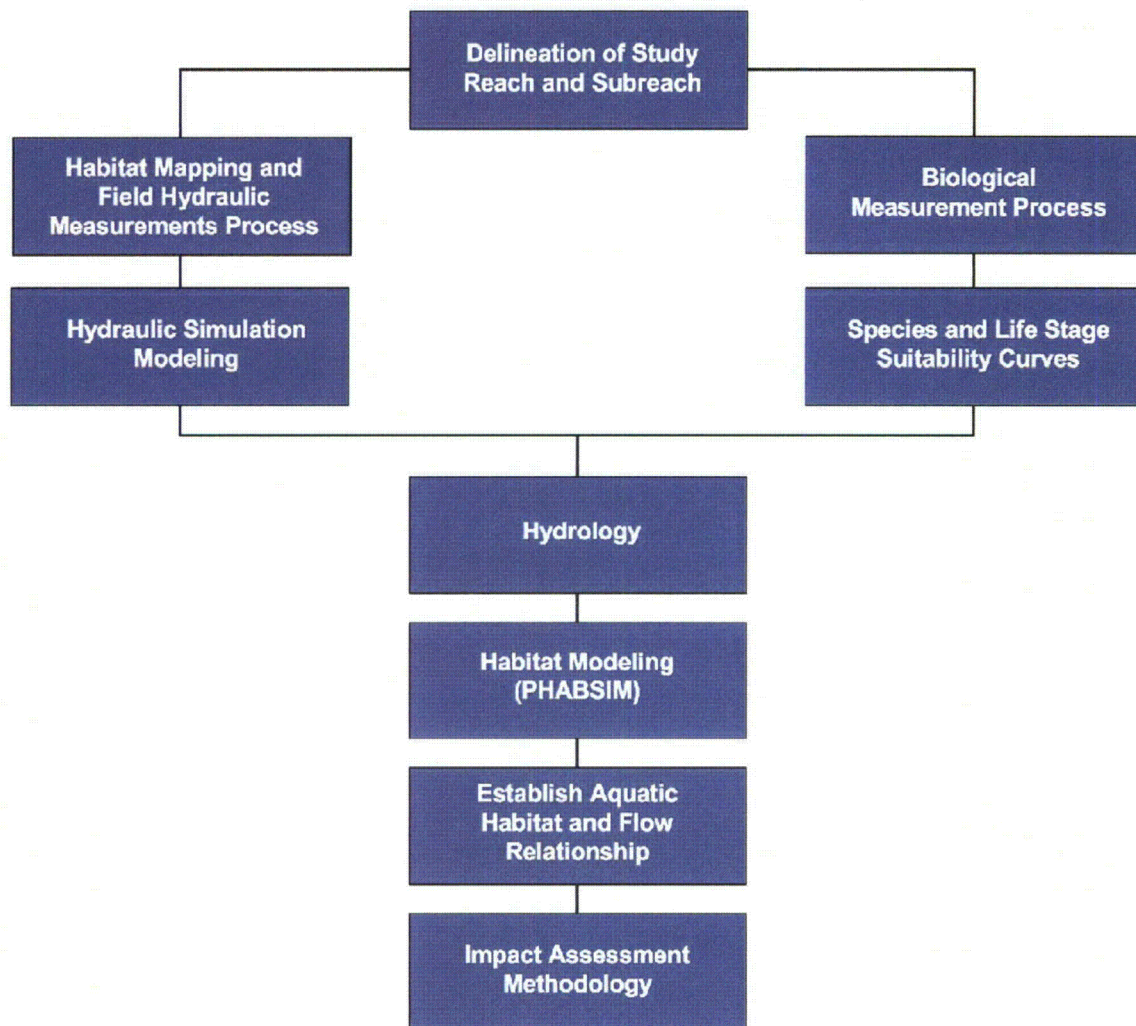 Delineation of Study
Reach and Subreach
Habitat Mapping and
Field Hydraulic
Measurements Process
Biological
Measurement Process
Hydraulic Simulation
Modeling
Species and Life Stage
Suitability Curves
Hydrology
Habitat Modeling
(PHABSIM)
Establish Aquatic
Habitat and Flow
Relationship
Impact Assessment
Methodology